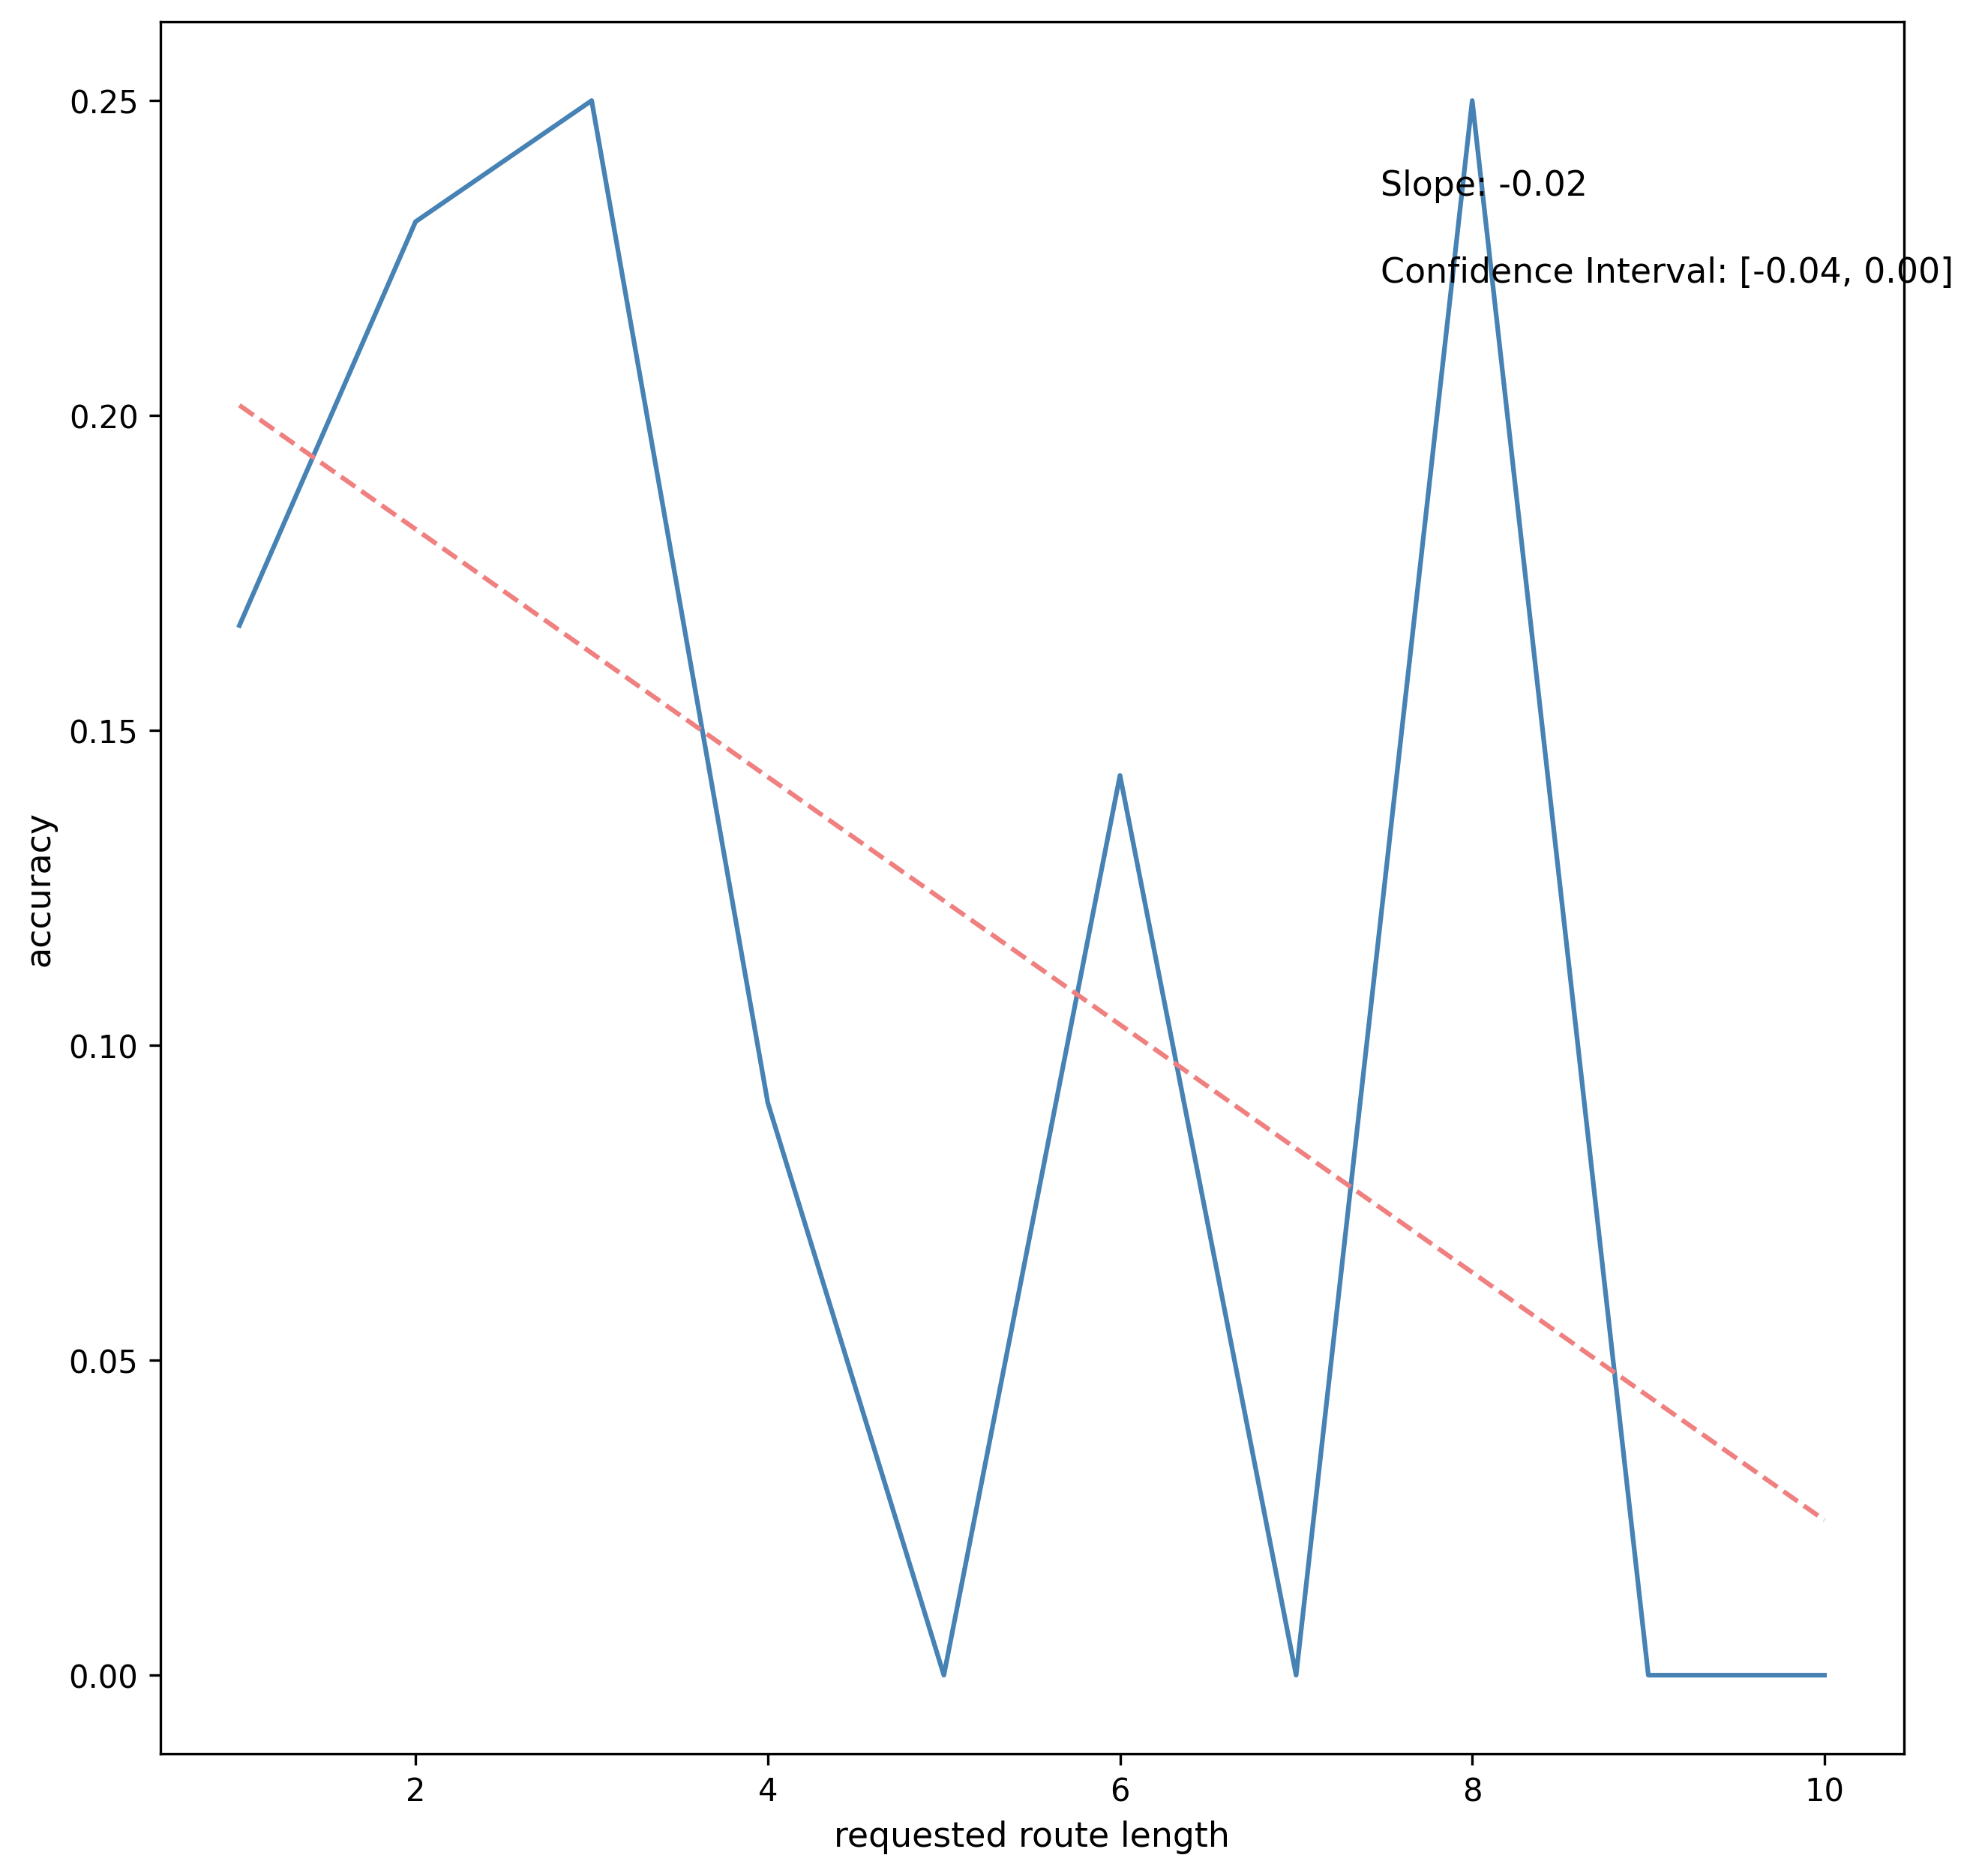 0.25
Slope: -0.02
Confidence Interval: [-0.04, 0.00]
0.20
0.15
accuracy
0.10
0.05
0.00
2 4 6 8 10
requested route length